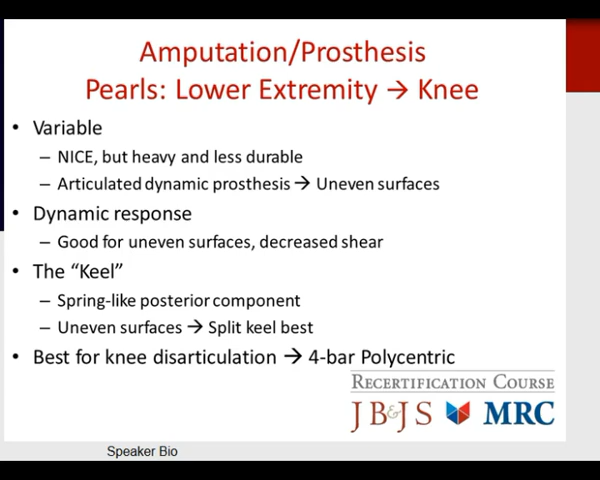 Amputation/Prosthesis
Pearls: Lower Extremity → Knee
• Variable
– NICE, but heavy and less durable
– Articulated dynamic prosthesis → Uneven surfaces
• Dynamic response
– Good for uneven surfaces, decreased shear
• The “Keel”
– Spring-like posterior component
– Uneven surfaces → Split keel best
• Best for knee disarticulation → 4-bar Polycentric
RECERTIFICATION COURSE
JB&JS MRC
Speaker Bio